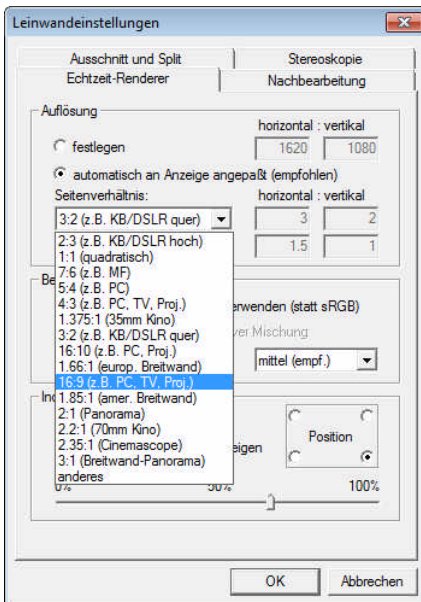 Leinwandeinstellungen
Ausschnitt und Split
Stereoskopie
Echtzeit-Renderer
Nachbearbeitung
Auflösung
horizontal : vertikal
festlegen
1620
1080
automatisch an Anzeige angepaßt (empfohlen)
Seitenverhältnis:
horizontal : vertikal
3:2 (z.B. KB/DSLR quer)
3
2
2:3 (z.B. KB/DSLR hoch)
1.5
1
1:1 (quadratisch)
7:6 (z.B. MF)
5:4 (z.B. PC)
4:3 (z.B. PC, TV, Proj.)
1.375:1 (35mm Kino)
3:2 (z.B. KB/DSLR quer)
16:10 (z.B. PC, Proj.)
1.66:1 (europ. Breitwand)
16:9 (z.B. PC, TV, Proj.)
1.85:1 (amer. Breitwand)
2:1 (Panorama)
2.2:1 (70mm Kino)
2.35:1 (Cinemascope)
3:1 (Breitwand-Panorama)
anderes
Be
erwenden (statt sRGB)
ver Mischung
mittel (empf.)
Position
eigen
0%
50%
100%
OK
Abbrechen